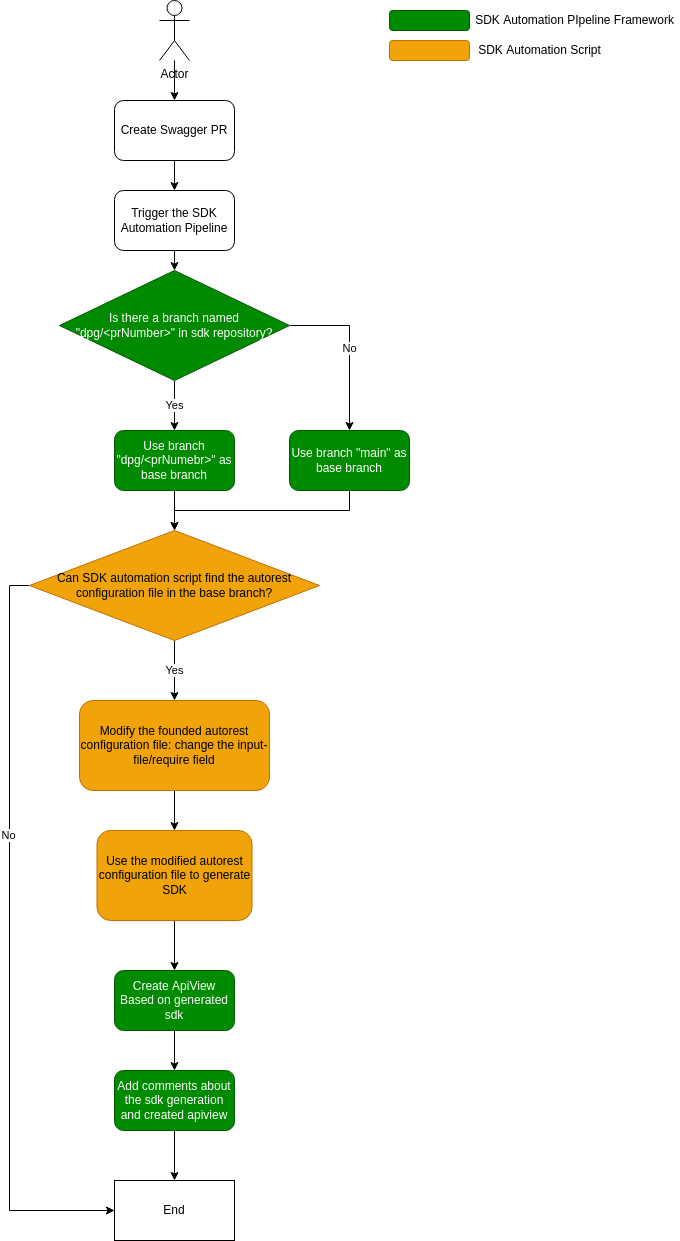 SDK Automation PIpeline Framework
SDK Automation Script
Actor
Create Swagger PR
Trigger the SDK
Automation Pipeline
Is there a branch named
"dpg/<prNumber>" in sdk repository?
No
Yes
Use branch
"dpg/<prNumebr>" as
base branch
Use branch "main" as
base branch
Can SDK automation script find the autorest
configuration file in the base branch?
Yes
Modify the founded autorest
configuration file: change the input-
file/require field
No
Use the modified autorest
configuration file to generate
SDK
Create ApiView
Based on generated
sdk
Add comments about
the sdk generation
and created apiview
End